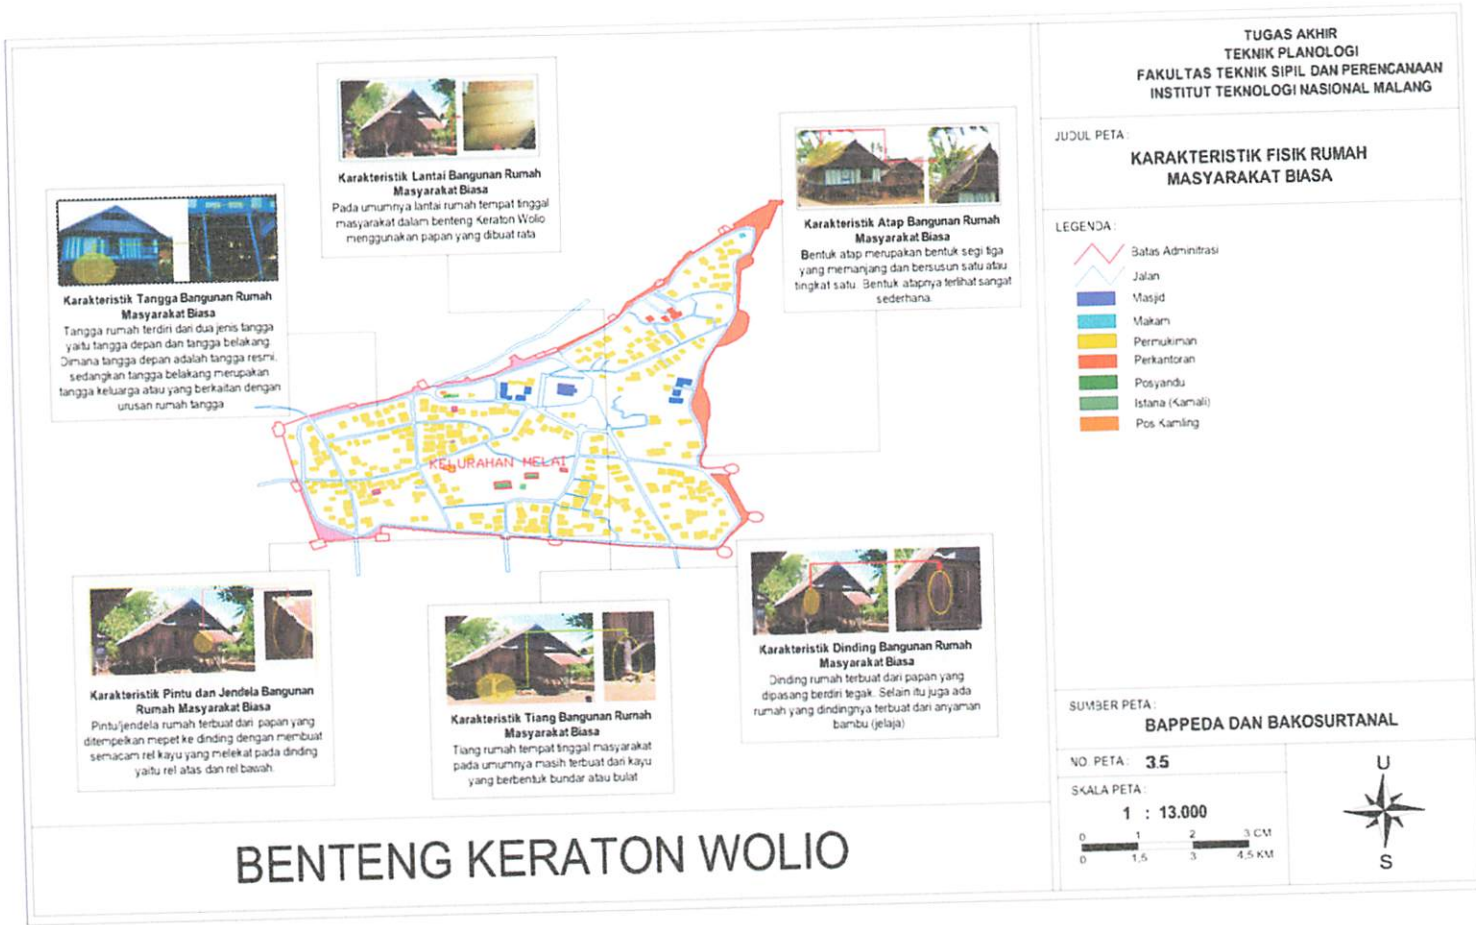 Karakteristik Lantai Bangunan Rumah
Masyarakat Biasa
Pada umumnya lantai rumah tempat tinggal
masyarakat dalam benteng Keraton Wolio
menggunakan papan yang dibuat rata
Karakteristik Atap Bangunan Rumah
Masyarakat Biasa
Bentuk atap merupakan bentuk segi tiga
yang memanjang dan bersusun satu atau
tingkat satu. Bentuk atapnya terlihat sangat
sederhana.
Karakteristik Tangga Bangunan Rumah
Masyarakat Biasa
Tangga rumah terdiri dari dua jenis tangga
yaitu tangga depan dan tangga belakang.
Dimana tangga depan adalah tangga resmi,
sedangkan tangga belakang merupakan
tangga keluarga atau yang berkaitan dengan
urusan rumah tangga
KELURAHAN MELAI
Karakteristik Pintu dan Jendela Bangunan
Rumah Masyarakat Biasa
Pintu/jendela rumah terbuat dari papan yang
ditempelkan mepet ke dinding dengan membuat
semacam rel kayu yang melekat pada dinding
yaitu rel atas dan rel bawah.
Karakteristik Tiang Bangunan Rumah
Masyarakat Biasa
Tiang rumah tempat tinggal masyarakat
pada umumnya masih terbuat dari kayu
yang berbentuk bundar atau bulat
Karakteristik Dinding Bangunan Rumah
Masyarakat Biasa
Dinding rumah terbuat dari papan yang
dipasang berdiri tegak. Selain itu juga ada
rumah yang dindingnya terbuat dari anyaman
bambu (jelaja)
BENTENG KERATON WOLIO
TUGAS AKHIR
TEKNIK PLANOLOGI
FAKULTAS TEKNIK SIPIL DAN PERENCANAAN
INSTITUT TEKNOLOGI NASIONAL MALANG
JUDUL PETA :
KARAKTERISTIK FISIK RUMAH
MASYARAKAT BIASA
LEGENDA :
Batas Adminitrasi
Jalan
Masjid
Makam
Permukiman
Perkantoran
Posyandu
Istana (Kamali)
Pos Kamling
SUMBER PETA :
BAPPEDA DAN BAKOSURTANAL
NO. PETA : 3.5
SKALA PETA :
1 : 13.000
0 1 2 3 CM
0 1,5 3 4,5 KM
U
S